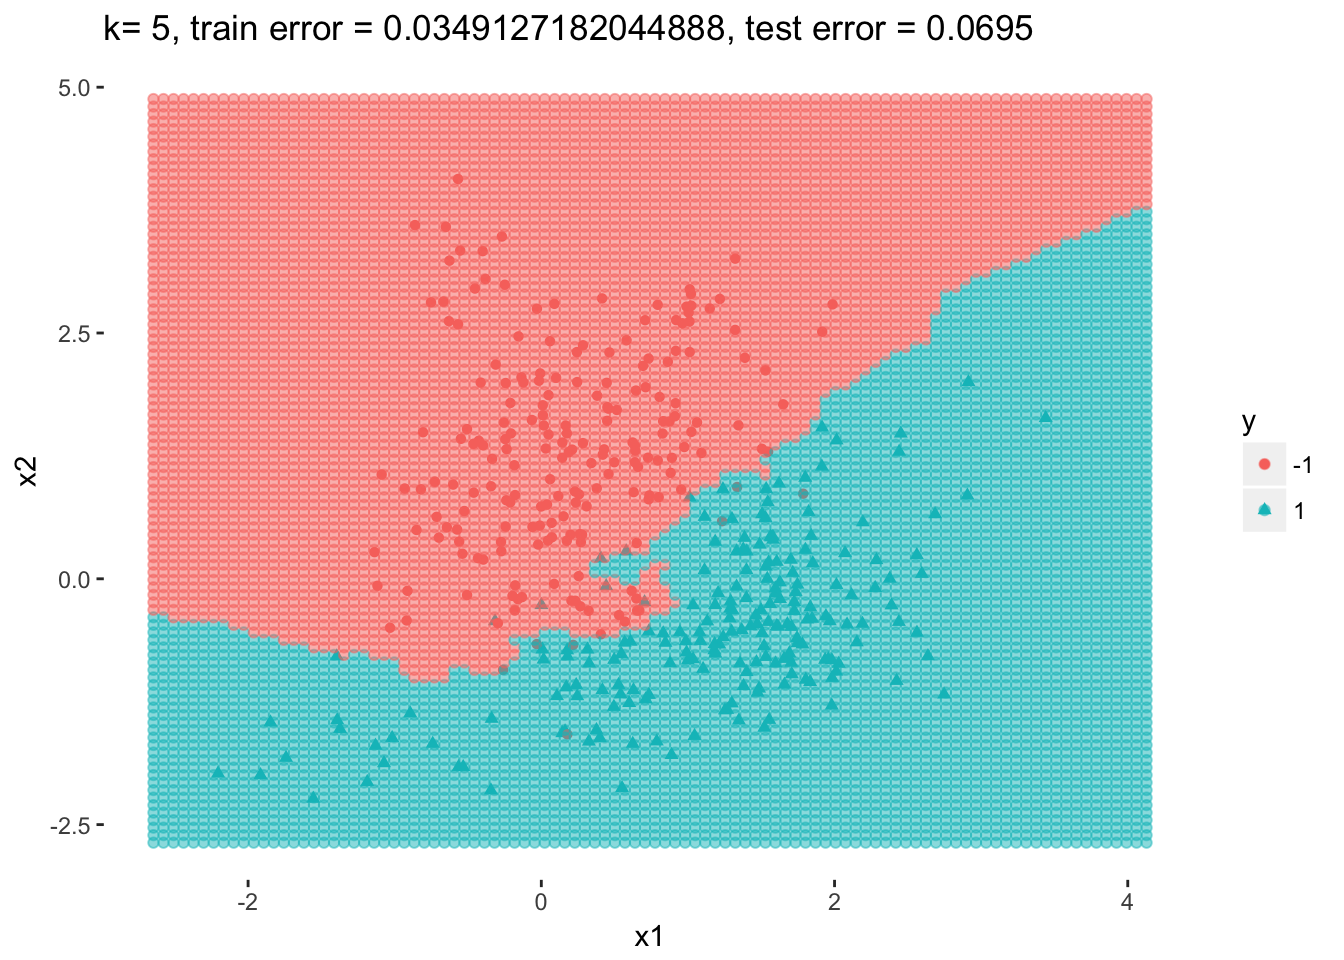 k= 5, train error = 0.0349127182044888, test error = 0.0695
5.0
2.5
0.0
-2.5
x2
-2
0
2
4
x1
y
-1
1